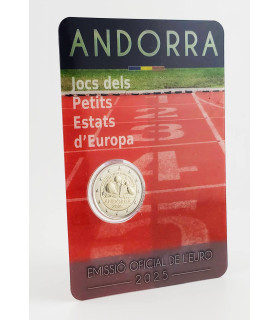 ANDORRA
Jocs dels
Petits
Estats
d'Europa
EMISSIÓ OFICIAL DE L'EURO
2025